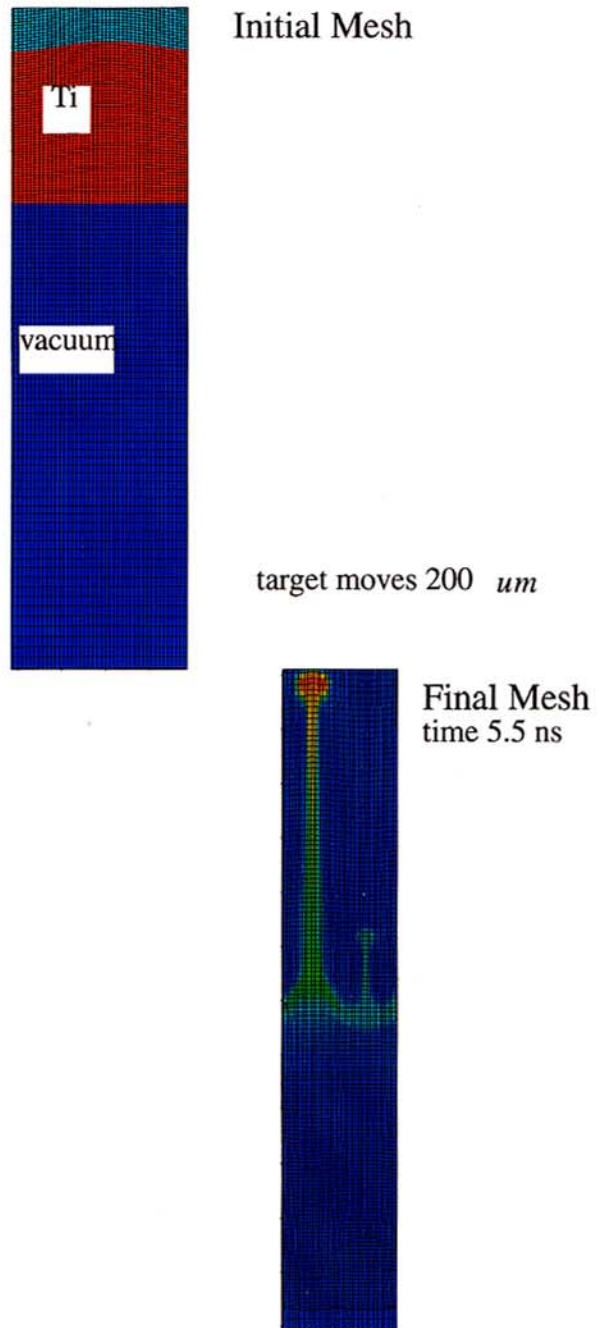 Initial Mesh
Ti
vacuum
target moves 200 um
Final Mesh
time 5.5 ns